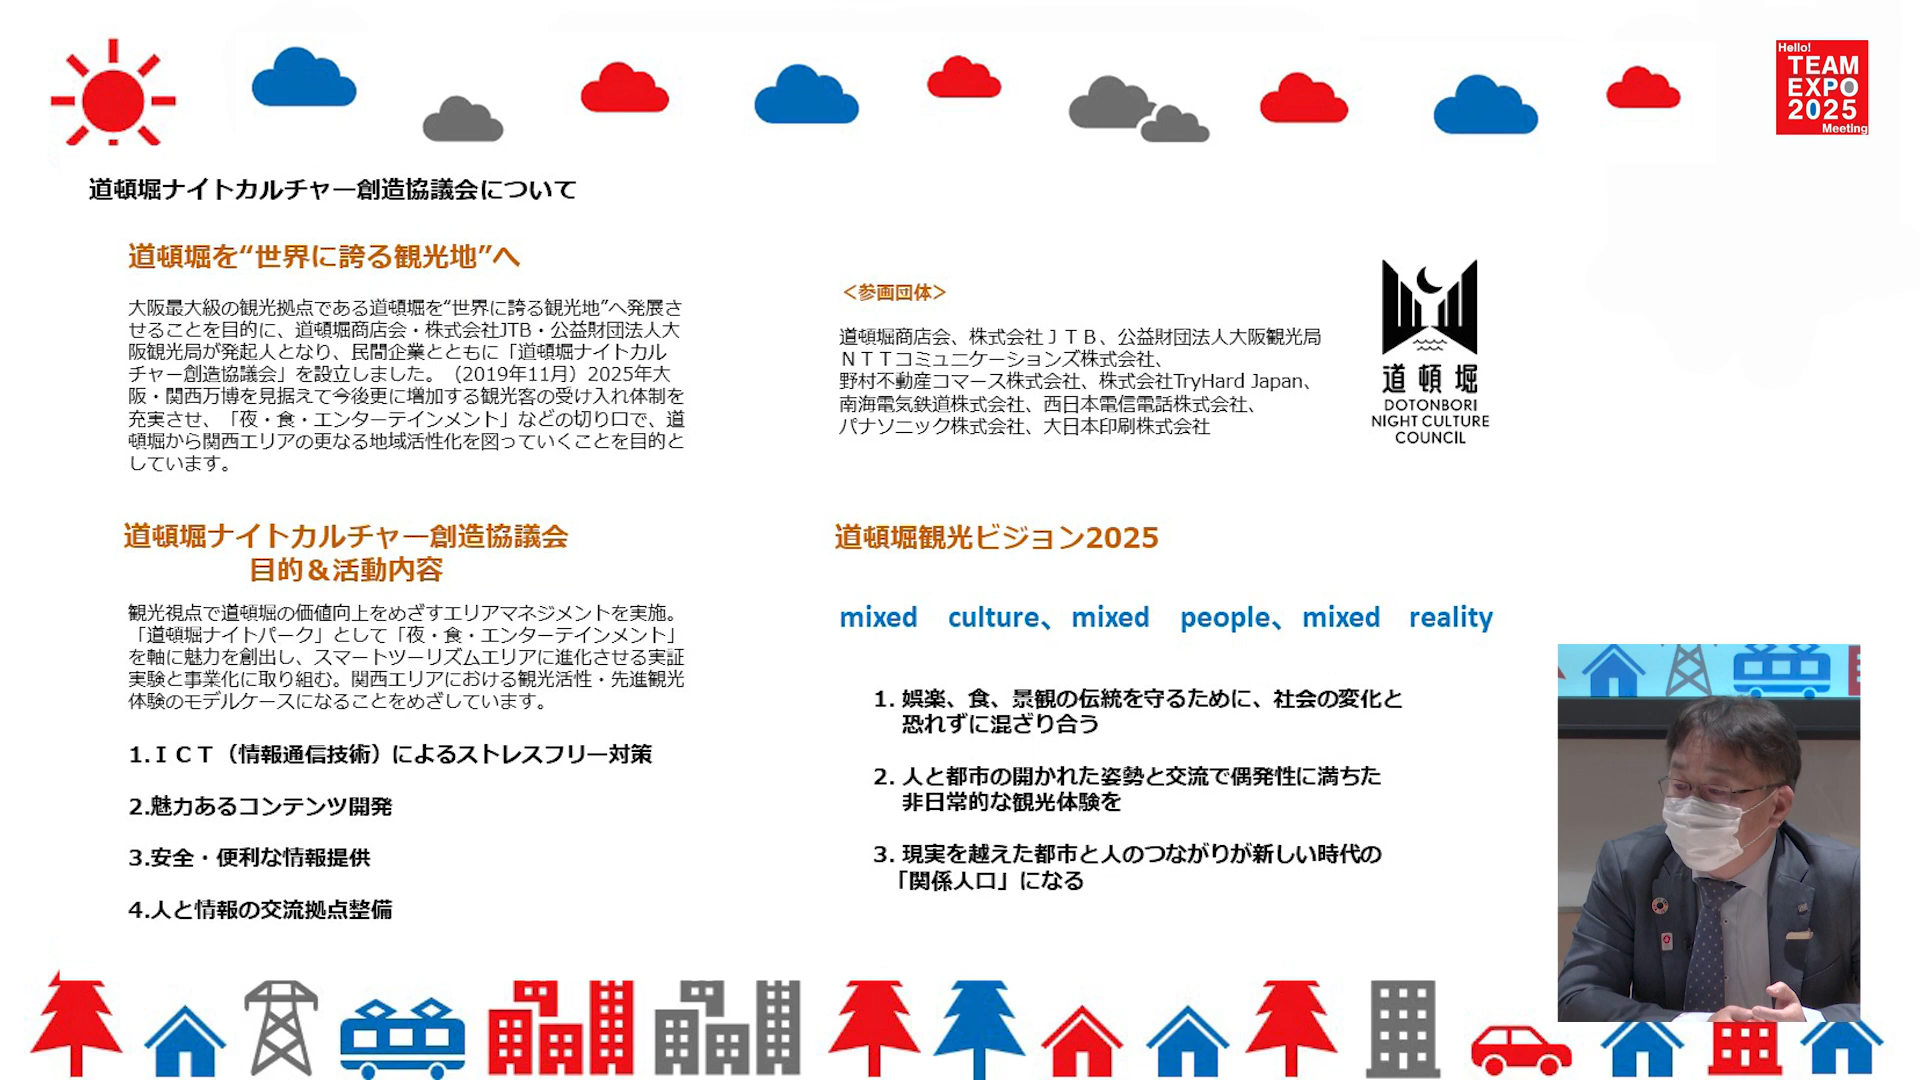 Hello!
TEAM
EXPO
2025
Meeting
道頓堀ナイトカルチャー創造協議会について
道頓堀を“世界に誇る観光地”へ
大阪最大級の観光拠点である道頓堀を“世界に誇る観光地”へ発展さ
せることを目的に、道頓堀商店会・株式会社JTB・公益財団法人大
阪観光局が発起人となり、民間企業とともに「道頓堀ナイトカル
チャー創造協議会」を設立しました。（2019年11月）2025年大
阪・関西万博を見据えて今後更に増加する観光客の受け入れ体制を
充実させ、「夜・食・エンターテインメント」などの切り口で、道
頓堀から関西エリアの更なる地域活性化を図っていくことを目的と
しています。
＜参画団体＞
道頓堀商店会、株式会社ＪＴＢ、公益財団法人大阪観光局
ＮＴＴコミュニケーションズ株式会社、
野村不動産コマース株式会社、株式会社TryHard Japan、
南海電気鉄道株式会社、西日本電信電話株式会社、
パナソニック株式会社、大日本印刷株式会社
道頓堀
DOTONBORI
NIGHT CULTURE
COUNCIL
道頓堀ナイトカルチャー創造協議会
目的＆活動内容
観光視点で道頓堀の価値向上をめざすエリアマネジメントを実施。
「道頓堀ナイトパーク」として「夜・食・エンターテインメント」
を軸に魅力を創出し、スマートツーリズムエリアに進化させる実証
実験と事業化に取り組む。関西エリアにおける観光活性・先進観光
体験のモデルケースになることをめざしています。
1.ＩＣＴ（情報通信技術）によるストレスフリー対策
2.魅力あるコンテンツ開発
3.安全・便利な情報提供
4.人と情報の交流拠点整備
道頓堀観光ビジョン2025
mixed　culture、mixed　people、mixed　reality
1. 娯楽、食、景観の伝統を守るために、社会の変化と
恐れずに混ざり合う
2. 人と都市の開かれた姿勢と交流で偶発性に満ちた
非日常的な観光体験を
3. 現実を越えた都市と人のつながりが新しい時代の
「関係人口」になる